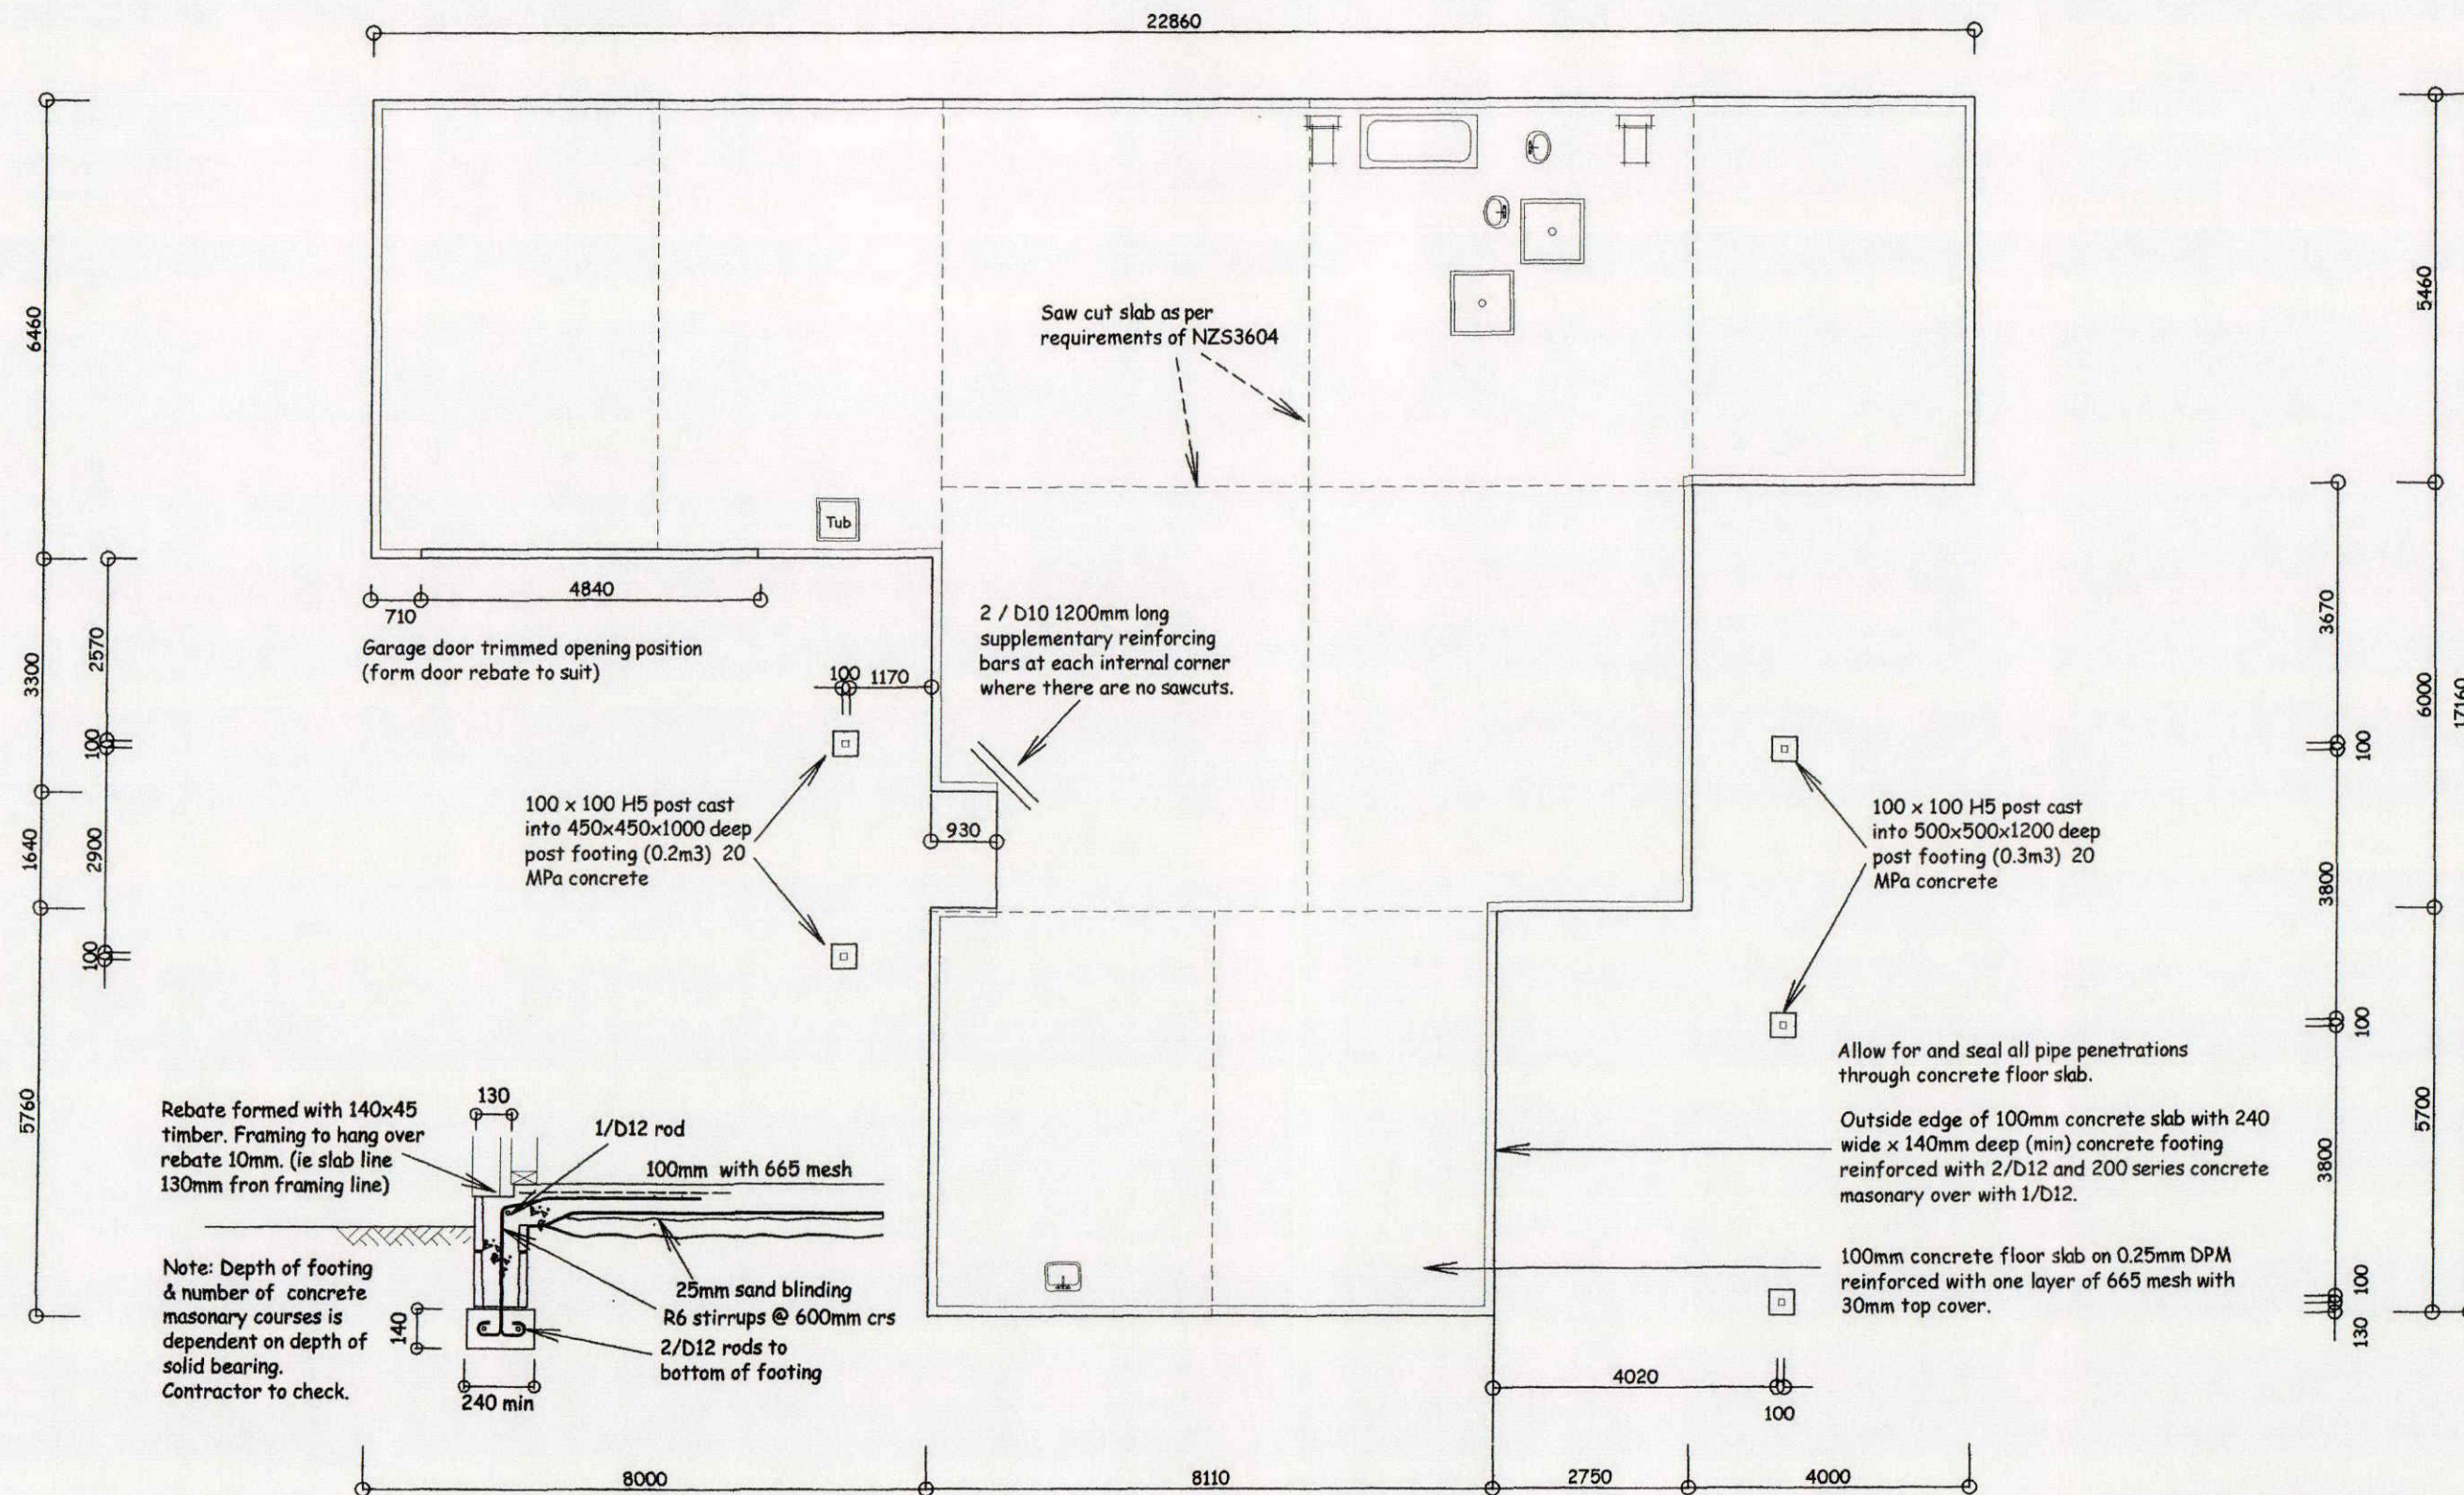 22860
6460
3300
1640
5760
2570
100
2900
100
5460
6000
5700
17160
3670
100
3800
100
3800
100
130
Saw cut slab as per
requirements of NZS3604
Tub
710
4840
Garage door trimmed opening position
(form door rebate to suit)
100
1170
2 / D10 1200mm long
supplementary reinforcing
bars at each internal corner
where there are no sawcuts.
930
100 x 100 H5 post cast
into 450x450x1000 deep
post footing (0.2m3) 20
MPa concrete
100 x 100 H5 post cast
into 500x500x1200 deep
post footing (0.3m3) 20
MPa concrete
Allow for and seal all pipe penetrations
through concrete floor slab.
Outside edge of 100mm concrete slab with 240
wide x 140mm deep (min) concrete footing
reinforced with 2/D12 and 200 series concrete
masonary over with 1/D12.
100mm concrete floor slab on 0.25mm DPM
reinforced with one layer of 665 mesh with
30mm top cover.
Rebate formed with 140x45
timber. Framing to hang over
rebate 10mm. (ie slab line
130mm fron framing line)
130
1/D12 rod
100mm with 665 mesh
Note: Depth of footing
& number of concrete
masonary courses is
dependent on depth of
solid bearing.
Contractor to check.
140
240 min
25mm sand blinding
R6 stirrups @ 600mm crs
2/D12 rods to
bottom of footing
4020
100
8000
8110
2750
4000